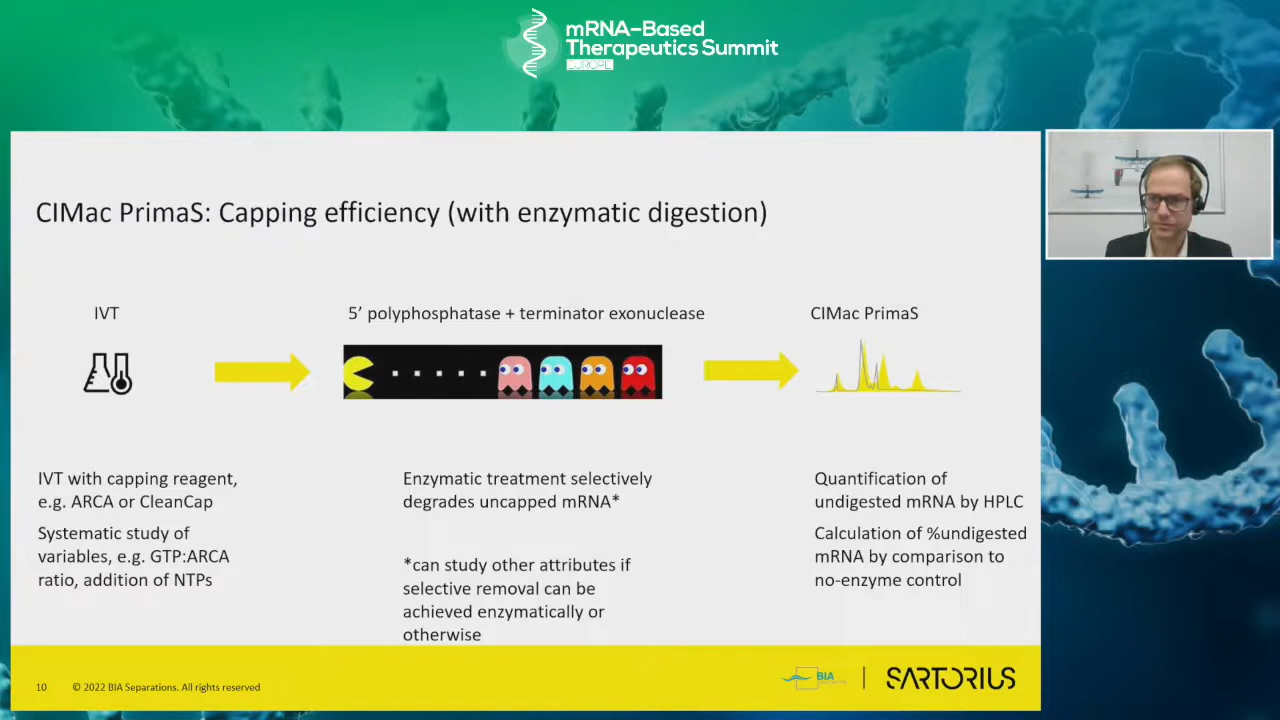 mRNA-Based
Therapeutics Summit
EUROPE
CIMac PrimaS: Capping efficiency (with enzymatic digestion)
IVT
5’ polyphosphatase + terminator exonuclease
CIMac PrimaS
IVT with capping reagent,
e.g. ARCA or CleanCap
Systematic study of
variables, e.g. GTP:ARCA
ratio, addition of NTPs
Enzymatic treatment selectively
degrades uncapped mRNA*
*can study other attributes if
selective removal can be
achieved enzymatically or
otherwise
Quantification of
undigested mRNA by HPLC
Calculation of %undigested
mRNA by comparison to
no-enzyme control
10
© 2022 BIA Separations. All rights reserved
BIA
SARTORIUS